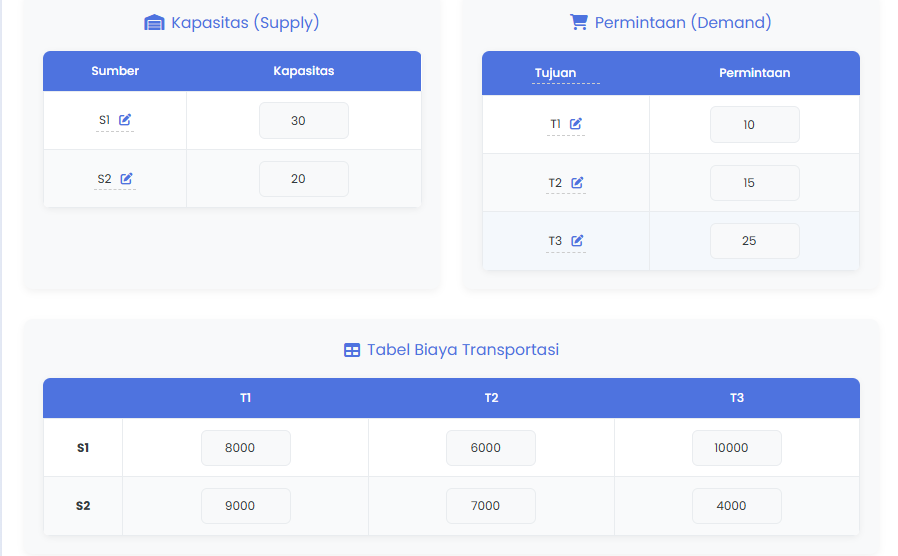 Kapasitas (Supply)
Sumber Kapasitas
S1 30
S2 20
Permintaan (Demand)
Tujuan Permintaan
T1 10
T2 15
T3 25
Tabel Biaya Transportasi
T1 T2 T3
S1 8000 6000 10000
S2 9000 7000 4000